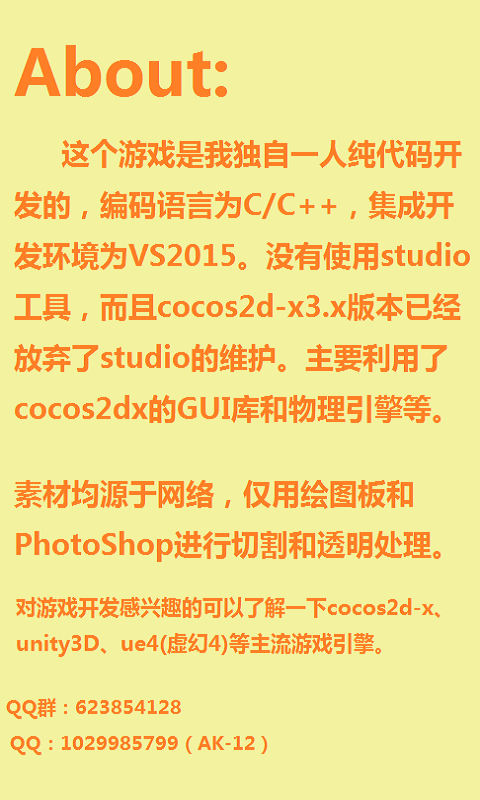 About:
这个游戏是我独自一人纯代码开
发的，编码语言为C/C++，集成开
发环境为VS2015。没有使用studio
工具，而且cocos2d-x3.x版本已经
放弃了studio的维护。主要利用了
cocos2dx的GUI库和物理引擎等。
素材均源于网络，仅用绘图板和
PhotoShop进行切割和透明处理。
对游戏开发感兴趣的可以了解一下cocos2d-x、
unity3D、ue4(虚幻4)等主流游戏引擎。
QQ群：623854128
QQ：1029985799（AK-12）